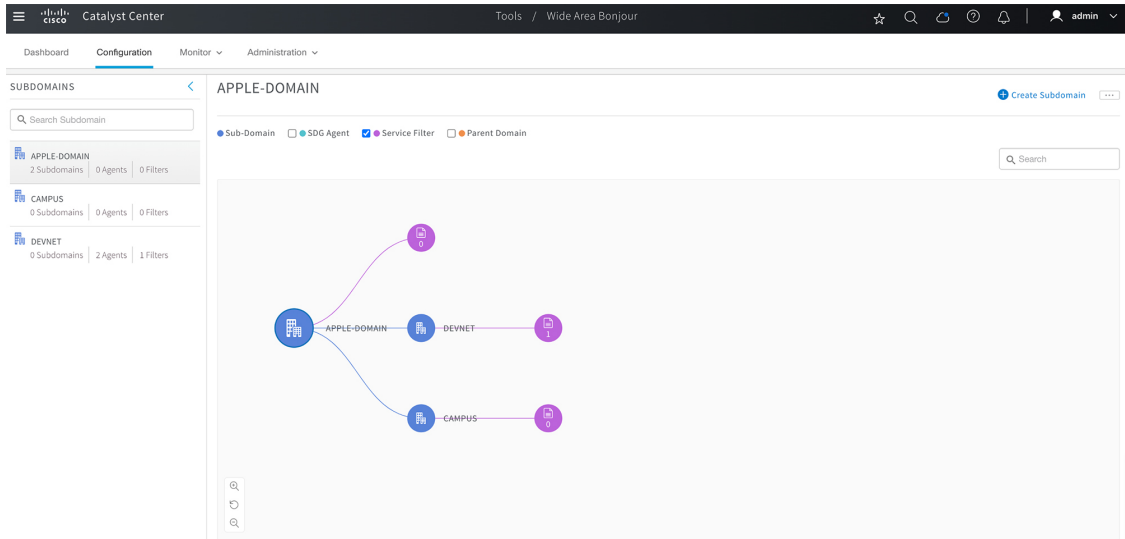 CISCO Catalyst Center
Tools / Wide Area Bonjour
admin
Dashboard Configuration Monitor Administration
SUBDOMAINS
Search Subdomain
APPLE-DOMAIN
2 Subdomains 0 Agents 0 Filters
CAMPUS
0 Subdomains 0 Agents 0 Filters
DEVNET
0 Subdomains 2 Agents 1 Filters
APPLE-DOMAIN
Create Subdomain ...
Sub-Domain SDG Agent Service Filter Parent Domain
Search
0
APPLE-DOMAIN DEVNET 1
CAMPUS 0